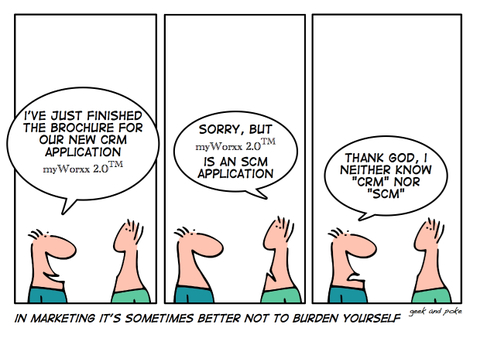 I'VE JUST FINISHED
THE BROCHURE FOR
OUR NEW CRM
APPLICATION
myWorxx 2.0™
SORRY, BUT
myWorxx 2.0™
IS AN SCM
APPLICATION
THANK GOD, I
NEITHER KNOW
"CRM" NOR
"SCM"
IN MARKETING IT'S SOMETIMES BETTER NOT TO BURDEN YOURSELF
geek and poke